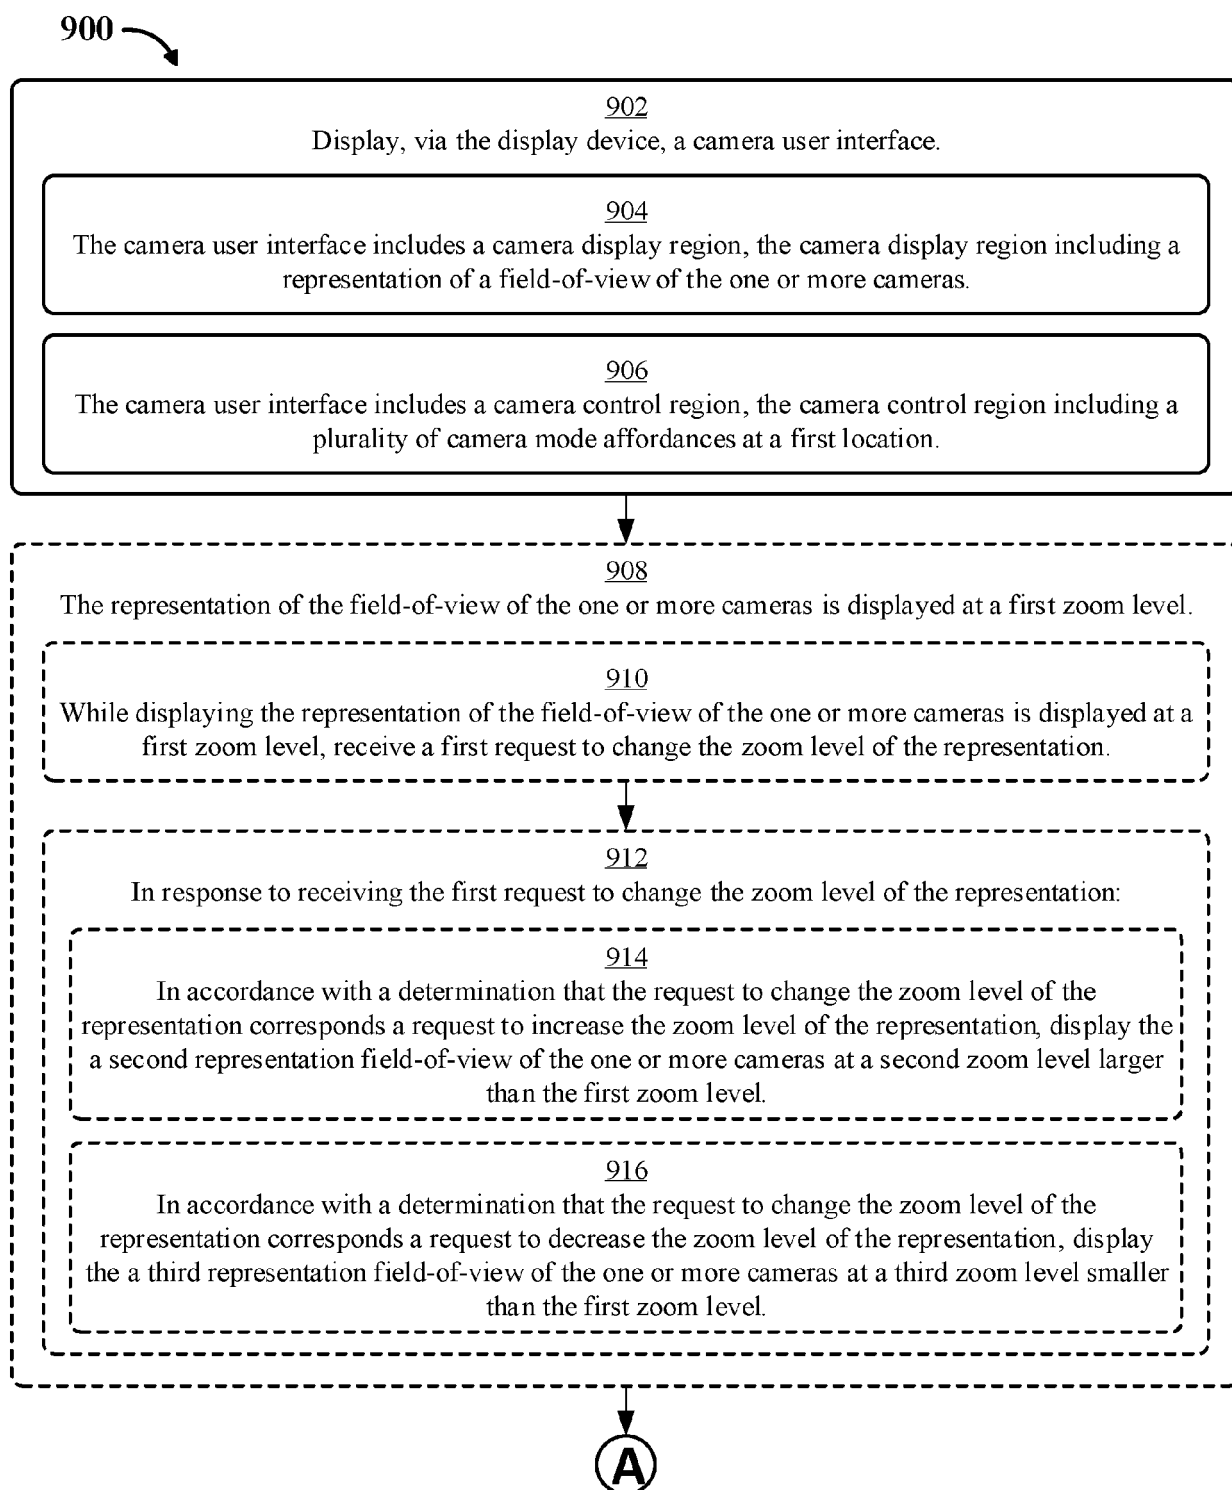 900
902
Display, via the display device, a camera user interface.
904
The camera user interface includes a camera display region, the camera display region including a
representation of a field-of-view of the one or more cameras.
906
The camera user interface includes a camera control region, the camera control region including a
plurality of camera mode affordances at a first location.
908
The representation of the field-of-view of the one or more cameras is displayed at a first zoom level.
910
While displaying the representation of the field-of-view of the one or more cameras is displayed at a
first zoom level, receive a first request to change the zoom level of the representation.
912
In response to receiving the first request to change the zoom level of the representation:
914
In accordance with a determination that the request to change the zoom level of the
representation corresponds a request to increase the zoom level of the representation, display the
a second representation field-of-view of the one or more cameras at a second zoom level larger
than the first zoom level.
916
In accordance with a determination that the request to change the zoom level of the
representation corresponds a request to decrease the zoom level of the representation, display
the a third representation field-of-view of the one or more cameras at a third zoom level smaller
than the first zoom level.
A